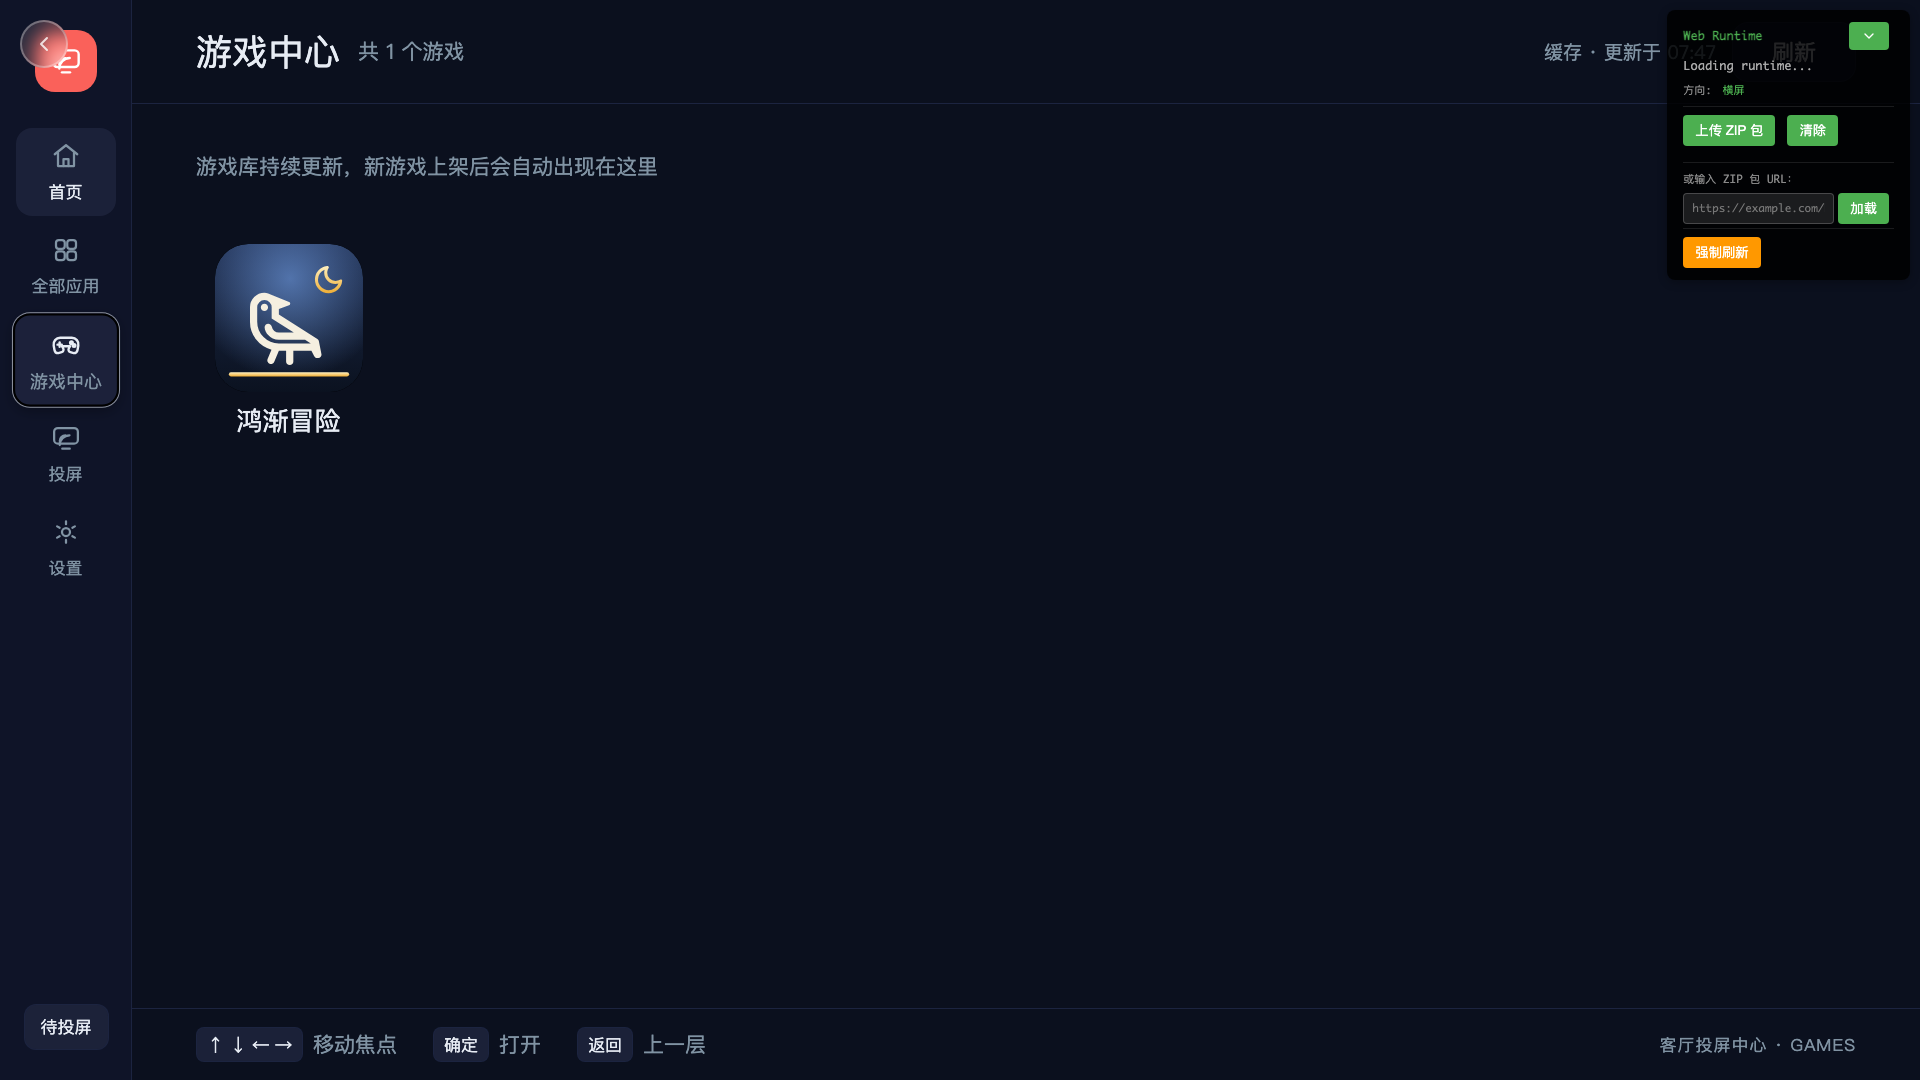 游戏中心 共 1 个游戏
缓存 · 更新于 07:47
刷新
Web Runtime
Loading runtime...
方向： 横屏
上传 ZIP 包 清除
或输入 ZIP 包 URL:
https://example.com/ 加载
强制刷新
首页
全部应用
游戏中心
投屏
设置
待投屏
游戏库持续更新，新游戏上架后会自动出现在这里
鸿渐冒险
↑ ↓ ← → 移动焦点 确定 打开 返回 上一层
客厅投屏中心 · GAMES